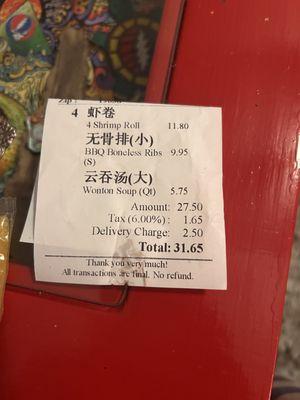 4 虾卷
4 Shrimp Roll 11.80
无骨排(小)
BBQ Boneless Ribs 9.95
(S)
云吞汤(大)
Wonton Soup (Qt) 5.75
Amount: 27.50
Tax (6.00%): 1.65
Delivery Charge: 2.50
Total: 31.65
Thank you very much!
All transactions are final. No refund.